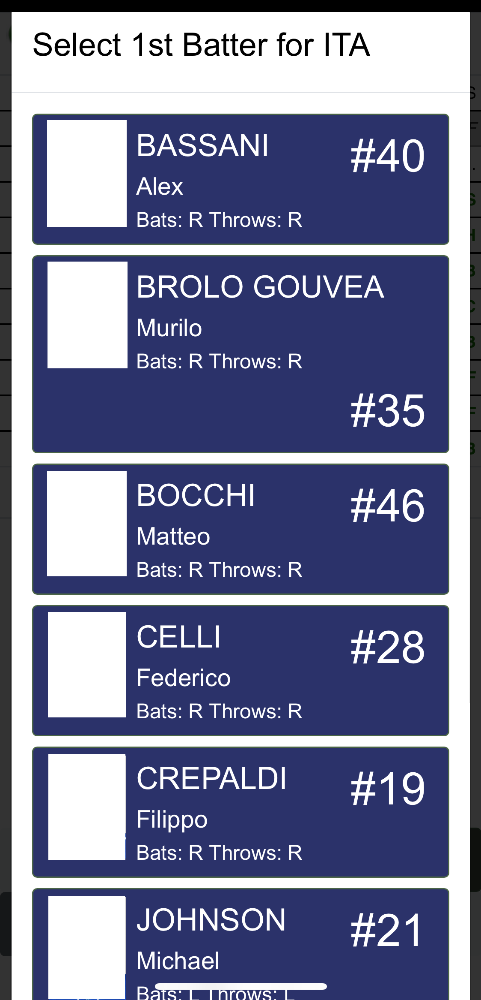 Select 1st Batter for ITA
BASSANI
#40
Alex
Bats: R Throws: R
BROLO GOUVEA
Murilo
Bats: R Throws: R
#35
BOCCHI
#46
Matteo
Bats: R Throws: R
CELLI
#28
Federico
Bats: R Throws: R
CREPALDI
#19
Filippo
Bats: R Throws: R
JOHNSON
#21
Michael
Bats: L Throws: L